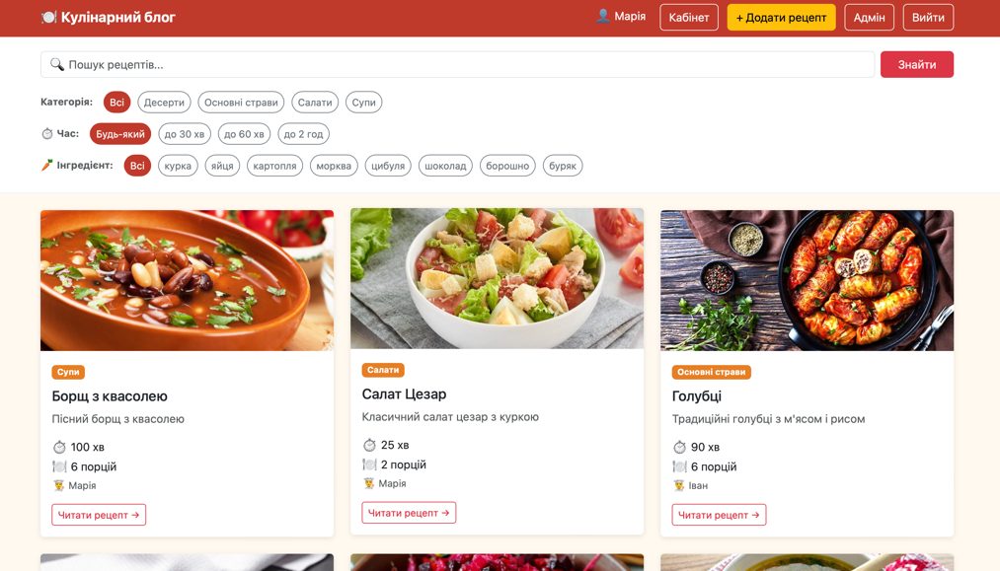 🍽️ Кулінарний блог
👤 Марія Кабінет + Додати рецепт Адмін Вийти
🔍 Пошук рецептів... Знайти
Категорія: Всі Десерти Основні страви Салати Супи
⏱️ Час: Будь-який до 30 хв до 60 хв до 2 год
🥕 Інгредієнт: Всі курка яйця картопля морква цибуля шоколад борошно буряк
Супи
Борщ з квасолею
Пісний борщ з квасолею
⏱️ 100 хв
🍽️ 6 порцій
👨‍🍳 Марія
Читати рецепт →
Салати
Салат Цезар
Класичний салат цезар з куркою
⏱️ 25 хв
🍽️ 2 порцій
👨‍🍳 Марія
Читати рецепт →
Основні страви
Голубці
Традиційні голубці з м'ясом і рисом
⏱️ 90 хв
🍽️ 6 порцій
👨‍🍳 Іван
Читати рецепт →